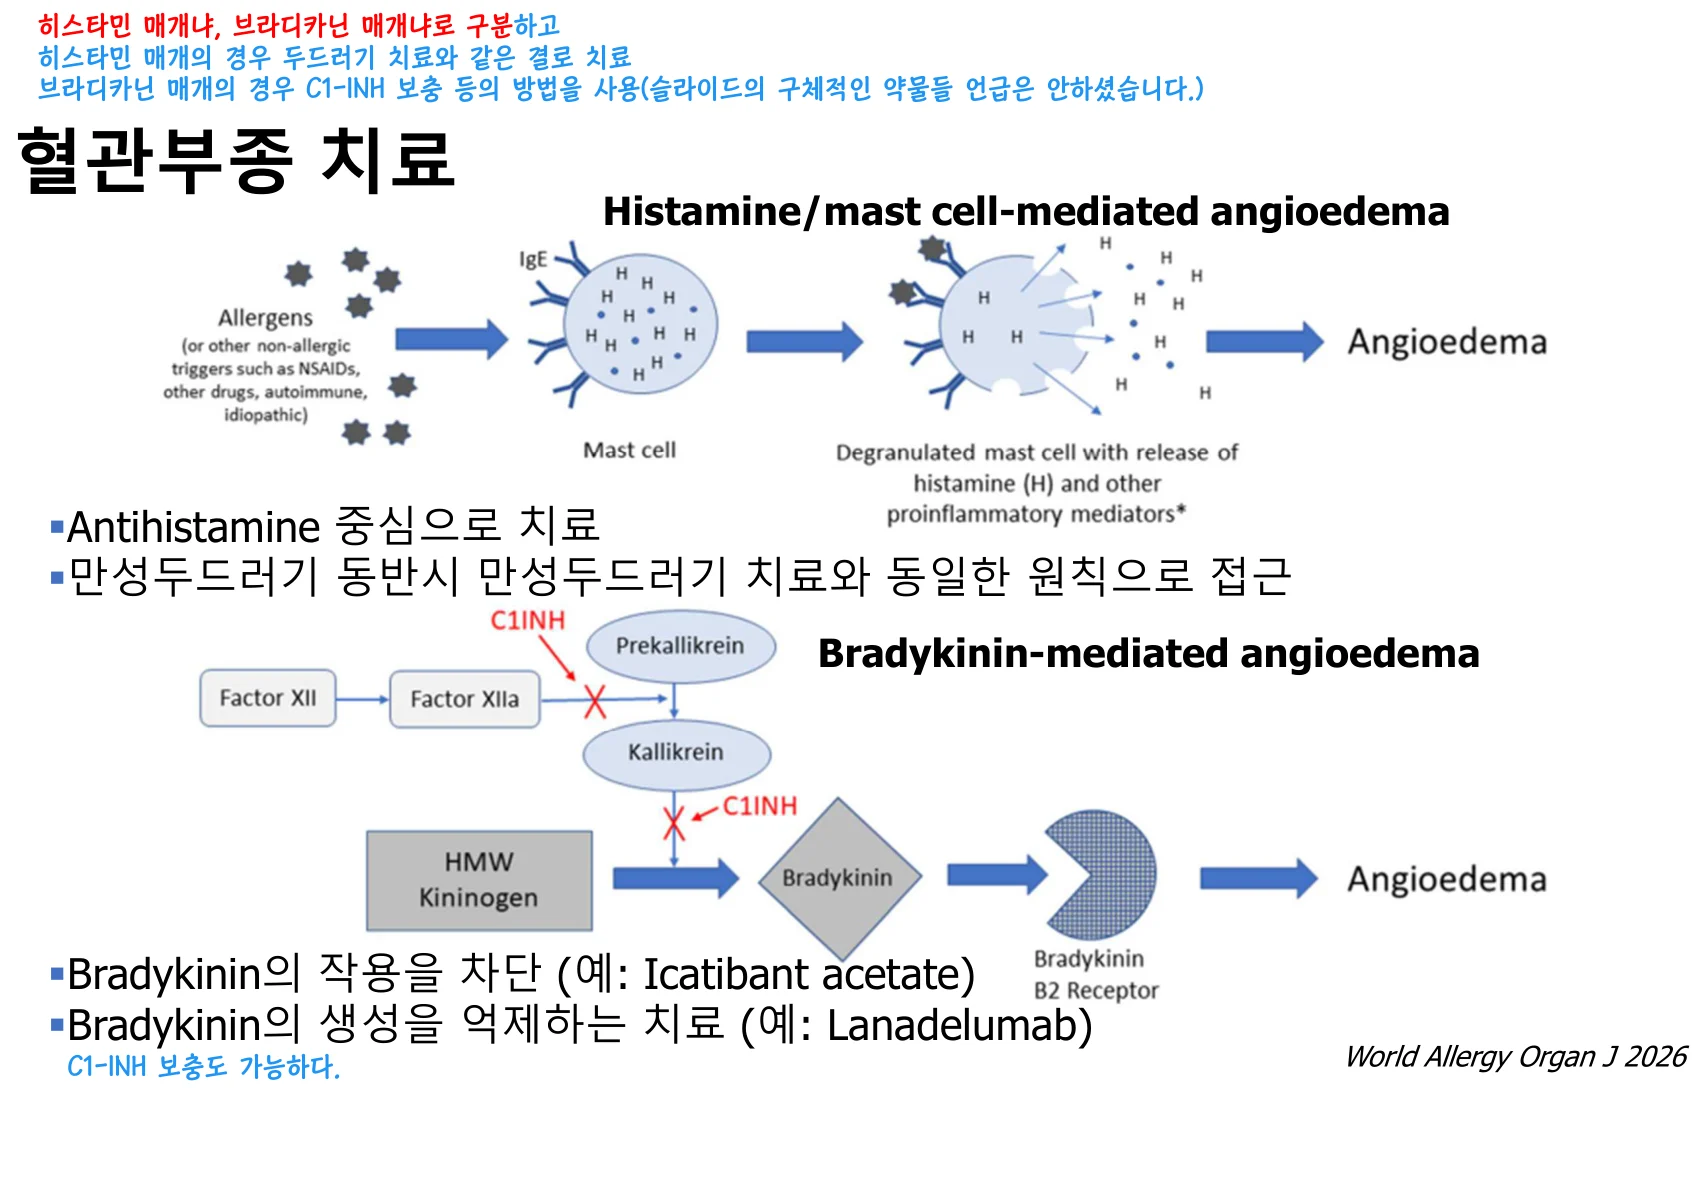 히스타민 매개냐, 브라디카닌 매개냐로 구분하고
히스타민 매개의 경우 두드러기 치료와 같은 결로 치료
브라디카닌 매개의 경우 C1-INH 보충 등의 방법을 사용(슬라이드의 구체적인 약물들 언급은 안하셨습니다.)
혈관부종 치료
Histamine/mast cell-mediated angioedema
IgE
H H H H H H H H H H H
Allergens
(or other non-allergic
triggers such as NSAIDs,
other drugs, autoimmune,
idiopathic)
Mast cell
H H H
H H H H H H H H
Degranulated mast cell with release of
histamine (H) and other
proinflammatory mediators*
Angioedema
▪Antihistamine 중심으로 치료
▪만성두드러기 동반시 만성두드러기 치료와 동일한 원칙으로 접근
Bradykinin-mediated angioedema
C1INH
Prekallikrein
Factor XII
Factor XIIa
Kallikrein
C1INH
HMW
Kininogen
Bradykinin
Bradykinin
B2 Receptor
Angioedema
▪Bradykinin의 작용을 차단 (예: Icatibant acetate)
▪Bradykinin의 생성을 억제하는 치료 (예: Lanadelumab)
C1-INH 보충도 가능하다.
World Allergy Organ J 2026